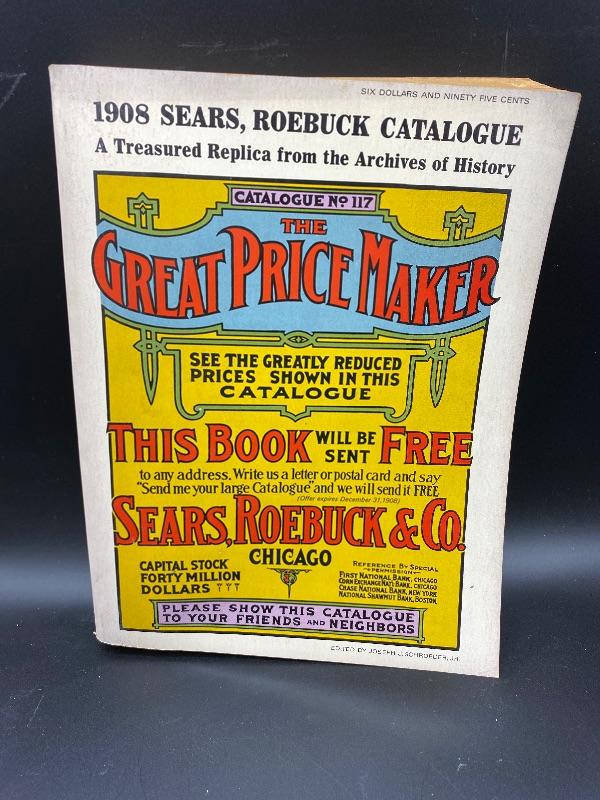 SIX DOLLARS AND NINETY FIVE CENTS
1908 SEARS, ROEBUCK CATALOGUE
A Treasured Replica from the Archives of History
CATALOGUE No 117
THE
GREAT PRICE MAKER
SEE THE GREATLY REDUCED
PRICES SHOWN IN THIS
CATALOGUE
THIS BOOK WILL BE SENT FREE
to any address. Write us a letter or postal card and say
"Send me your large Catalogue" and we will send it FREE
(Offer expires December 31, 1908)
SEARS, ROEBUCK & CO.
CHICAGO
CAPITAL STOCK
FORTY MILLION
DOLLARS
REFERENCE BY SPECIAL
PERMISSION
FIRST NATIONAL BANK, CHICAGO
CORN EXCHANGE NAT'L BANK, CHICAGO
CHASE NATIONAL BANK, NEW YORK
NATIONAL SHAWMUT BANK, BOSTON.
PLEASE SHOW THIS CATALOGUE
TO YOUR FRIENDS AND NEIGHBORS
EDITED BY JOSEPH J. SCHROEDER, JR.